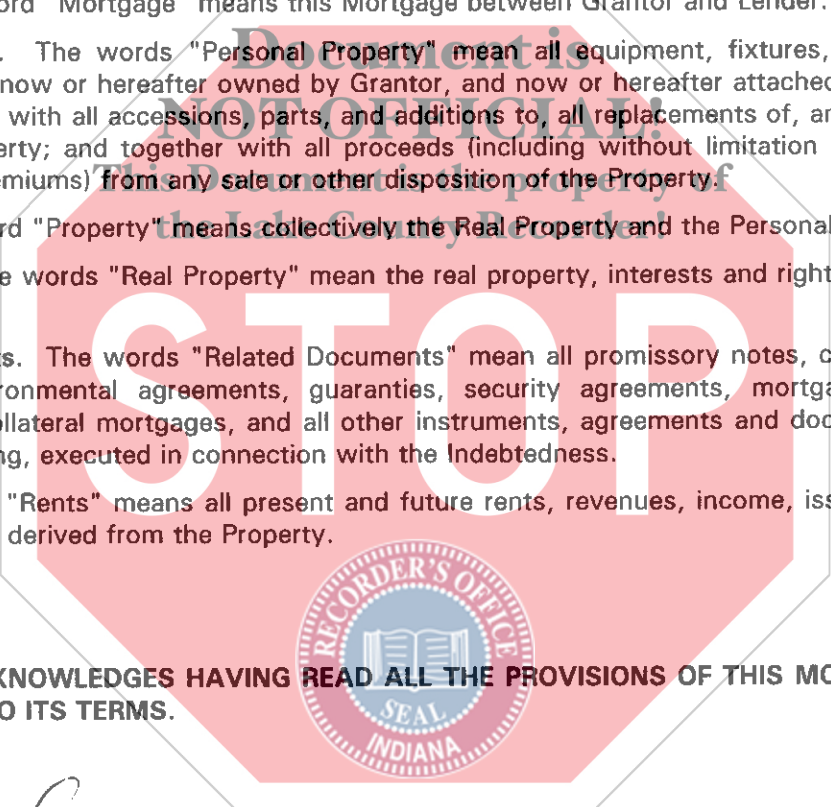 ord "Mortgage" means this Mortgage between Grantor and Lender.
. The words "Personal Property" mean all equipment, fixtures,
now or hereafter owned by Grantor, and now or hereafter attached
with all accessions, parts, and additions to, all replacements of, an
erty; and together with all proceeds (including without limitation
emiums) from any sale or other disposition of the Property.
rd "Property" means collectively the Real Property and the Personal
e words "Real Property" mean the real property, interests and right
ts. The words "Related Documents" mean all promissory notes, c
ronmental agreements, guaranties, security agreements, mortga
llateral mortgages, and all other instruments, agreements and doc
ng, executed in connection with the Indebtedness.
"Rents" means all present and future rents, revenues, income, iss
derived from the Property.
KNOWLEDGES HAVING READ ALL THE PROVISIONS OF THIS MO
O ITS TERMS.
Document is
NOT OFFICIAL!
This Document is the property of
the Lake County Recorder!
STOP
RECORDER'S OFFICE
SEAL
INDIANA